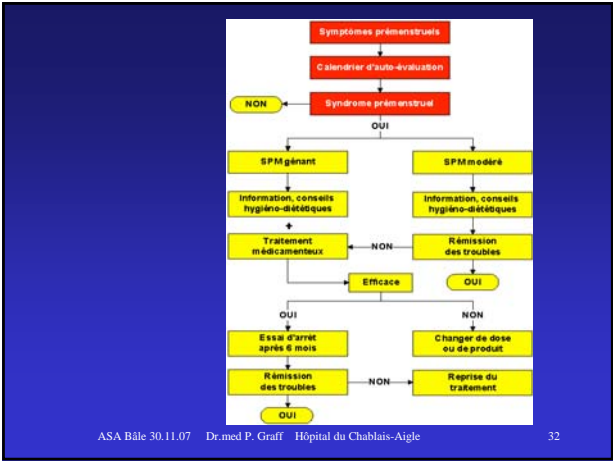 Symptômes prémenstruels
Calendrier d'auto-évaluation
NON
Syndrome prémenstruel
OUI
SPM gênant
SPM modéré
Information, conseils
hygiéno-diététiques
Information, conseils
hygiéno-diététiques
+
Traitement
médicamenteux
NON
Rémission
des troubles
Efficace
OUI
OUI
NON
Essai d'arrêt
après 6 mois
Changer de dose
ou de produit
Rémission
des troubles
NON
Reprise du
traitement
OUI
ASA Bâle 30.11.07 Dr.med P. Graff Hôpital du Chablais-Aigle 32